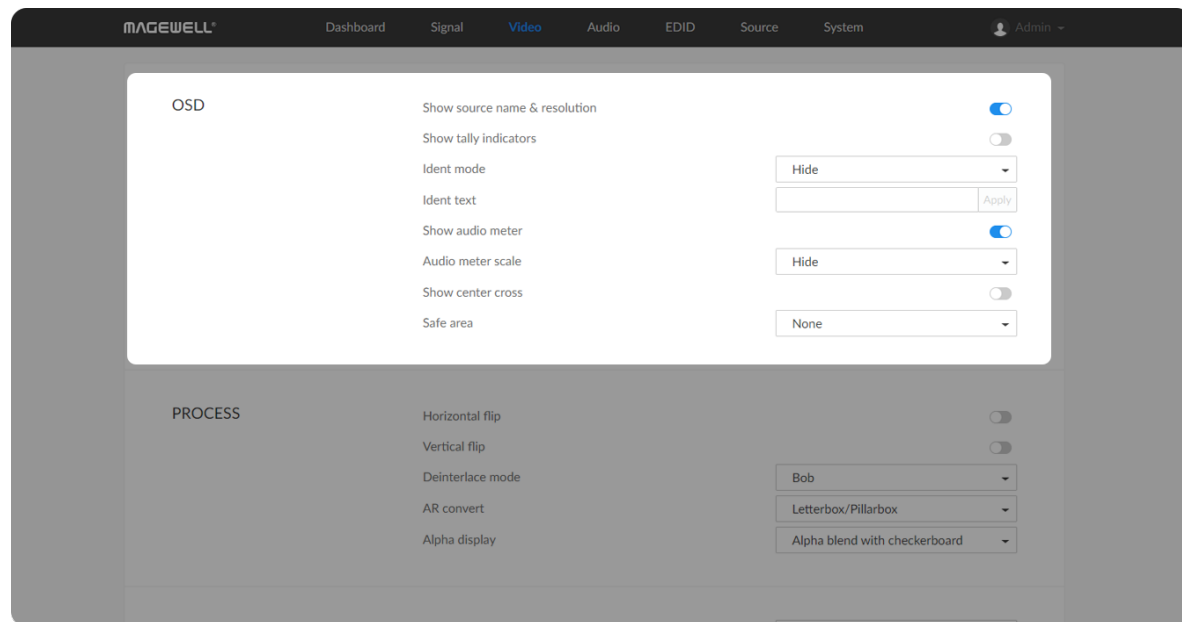 MAGEWELL® Dashboard Signal Video Audio EDID Source System Admin
OSD Show source name & resolution
Show tally indicators
Ident mode Hide
Ident text Apply
Show audio meter
Audio meter scale Hide
Show center cross
Safe area None
PROCESS Horizontal flip
Vertical flip
Deinterlace mode Bob
AR convert Letterbox/Pillarbox
Alpha display Alpha blend with checkerboard